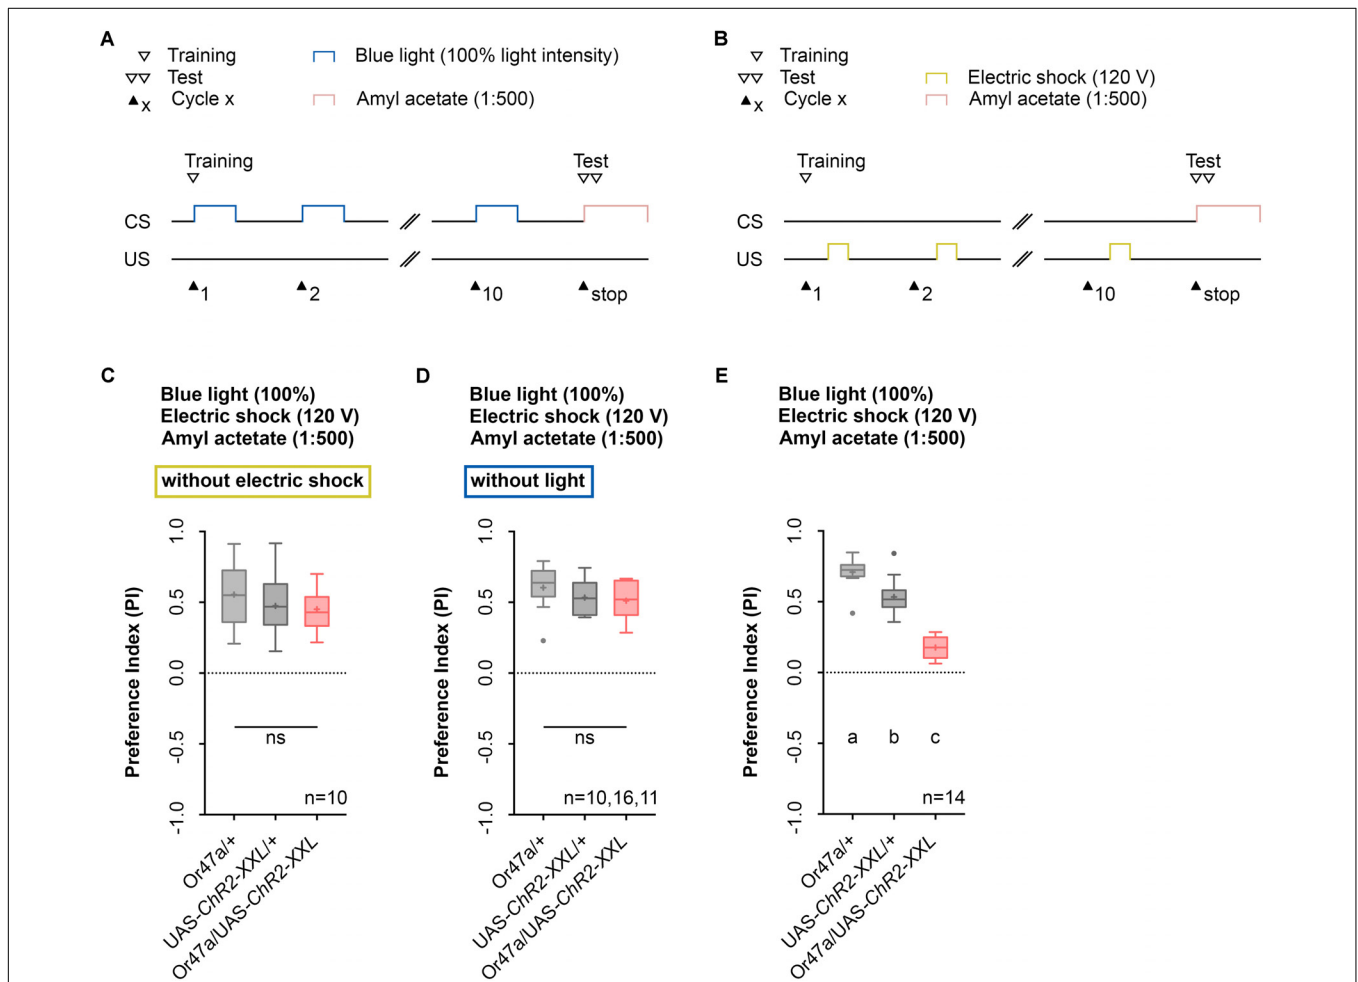 A
Training
Test
x Cycle x
Blue light (100% light intensity)
Amyl acetate (1:500)
Training
Test
CS
US
1
2
10
stop
B
Training
Test
x Cycle x
Electric shock (120 V)
Amyl acetate (1:500)
Training
Test
CS
US
1
2
10
stop
C
Blue light (100%)
Electric shock (120 V)
Amyl actetate (1:500)
without electric shock
Preference Index (PI)
1.0
0.5
0.0
-0.5
-1.0
ns
n=10
Or47a/+
UAS-ChR2-XXL/+
Or47a/UAS-ChR2-XXL
D
Blue light (100%)
Electric shock (120 V)
Amyl actetate (1:500)
without light
Preference Index (PI)
1.0
0.5
0.0
-0.5
-1.0
ns
n=10,16,11
Or47a/+
UAS-ChR2-XXL/+
Or47a/UAS-ChR2-XXL
E
Blue light (100%)
Electric shock (120 V)
Amyl acetate (1:500)
Preference Index (PI)
1.0
0.5
0.0
-0.5
-1.0
a b c
n=14
Or47a/+
UAS-ChR2-XXL/+
Or47a/UAS-ChR2-XXL